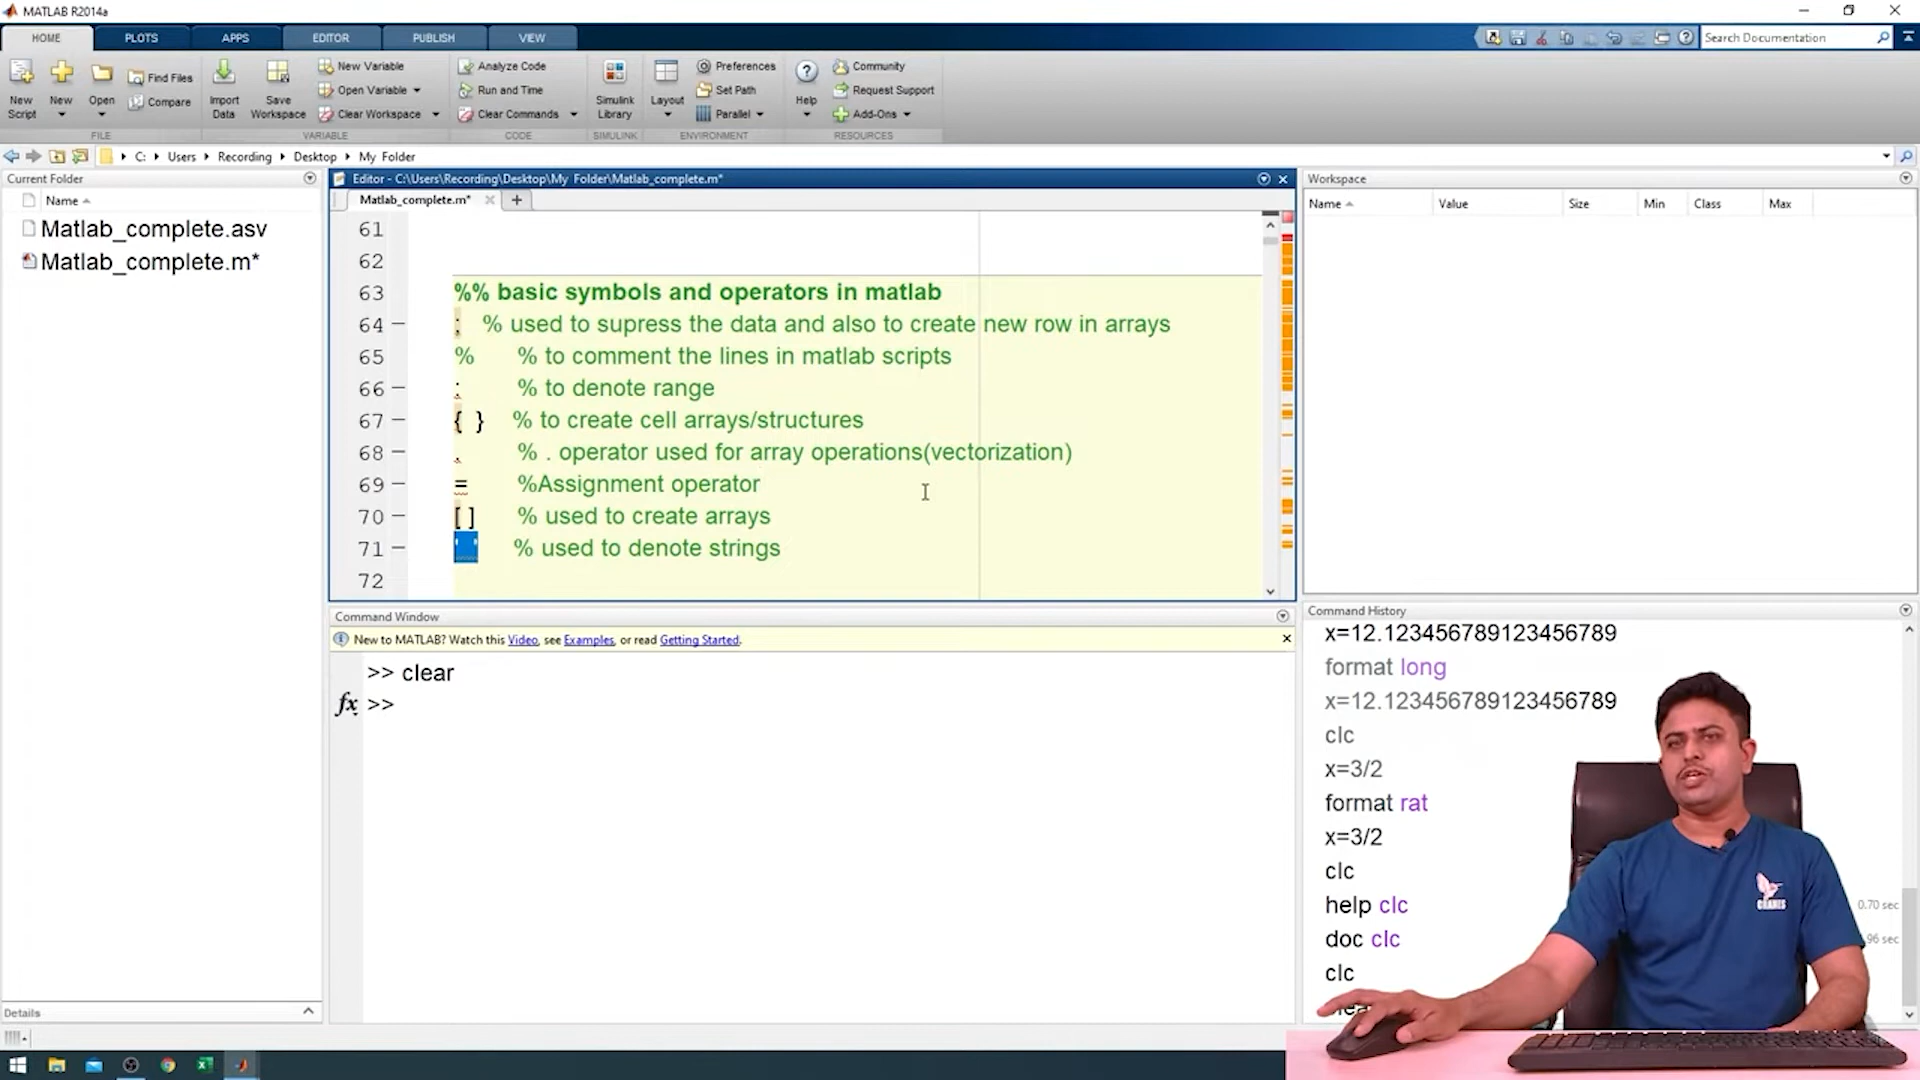 MATLAB R2014a
HOME PLOTS APPS EDITOR PUBLISH VIEW
Search Documentation
New Script
New
Open
Find Files
Compare
FILE
Import Data
Save Workspace
New Variable
Open Variable
Clear Workspace
VARIABLE
Analyze Code
Run and Time
Clear Commands
CODE
Simulink Library
SIMULINK
Layout
Preferences
Set Path
Parallel
ENVIRONMENT
Help
Community
Request Support
Add-Ons
RESOURCES
C: Users Recording Desktop My Folder
Current Folder
Name
Matlab_complete.asv
Matlab_complete.m*
Details
Editor - C:\Users\Recording\Desktop\My Folder\Matlab_complete.m*
Matlab_complete.m*
61
62
63 %% basic symbols and operators in matlab
64 ; % used to supress the data and also to create new row in arrays
65 % % to comment the lines in matlab scripts
66 : % to denote range
67 { } % to create cell arrays/structures
68 . % . operator used for array operations(vectorization)
69 = %Assignment operator
70 [ ] % used to create arrays
71 ' ' % used to denote strings
72
Command Window
New to MATLAB? Watch this Video, see Examples, or read Getting Started.
>> clear
fx >>
Workspace
Name Value Size Min Class Max
Command History
x=12.123456789123456789
format long
x=12.123456789123456789
clc
x=3/2
format rat
x=3/2
clc
help clc 0.70 sec
doc clc 96 sec
clc
CRANES